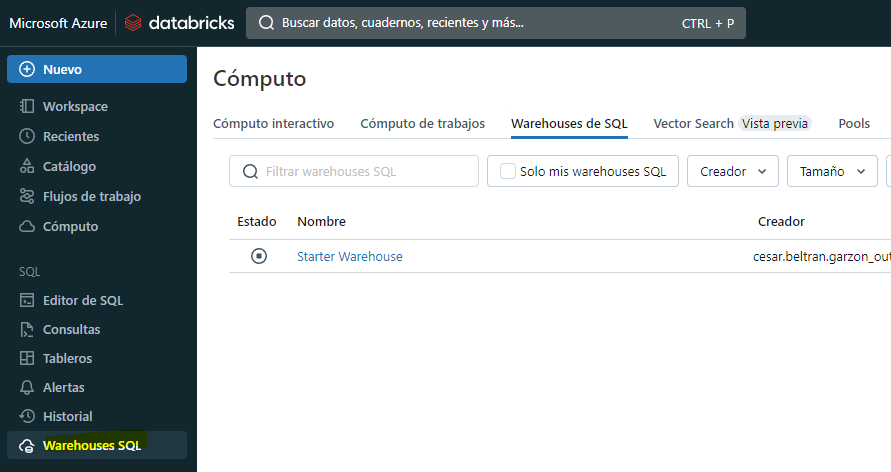 Microsoft Azure databricks Buscar datos, cuadernos, recientes y más... CTRL + P
Nuevo
Workspace
Recientes
Catálogo
Flujos de trabajo
Cómputo
SQL
Editor de SQL
Consultas
Tableros
Alertas
Historial
Warehouses SQL
Cómputo
Cómputo interactivo Cómputo de trabajos Warehouses de SQL Vector Search Vista previa Pools
Filtrar warehouses SQL Solo mis warehouses SQL Creador Tamaño
Estado Nombre Creador
Starter Warehouse cesar.beltran.garzon_out